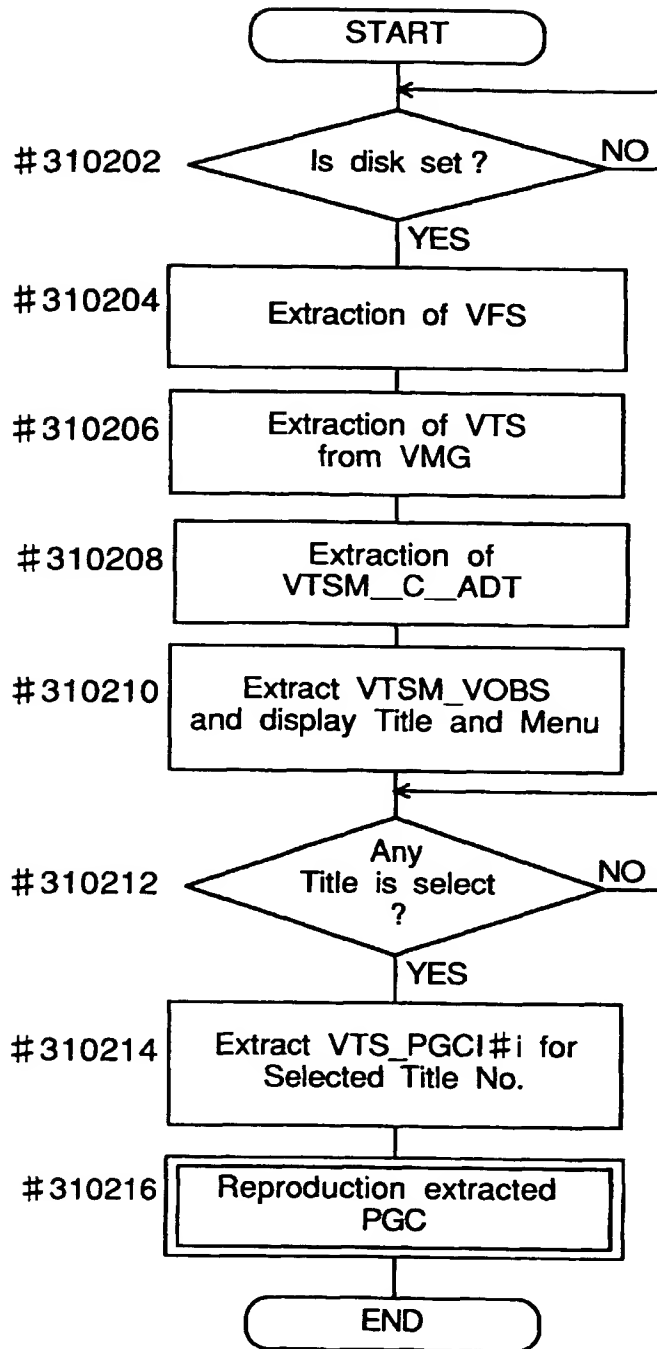 START
#310202
Is disk set ?
NO
YES
#310204
Extraction of VFS
#310206
Extraction of VTS
from VMG
#310208
Extraction of
VTSM__C__ADT
#310210
Extract VTSM_VOBS
and display Title and Menu
#310212
Any
Title is select
?
NO
YES
#310214
Extract VTS_PGCI#i for
Selected Title No.
#310216
Reproduction extracted
PGC
END